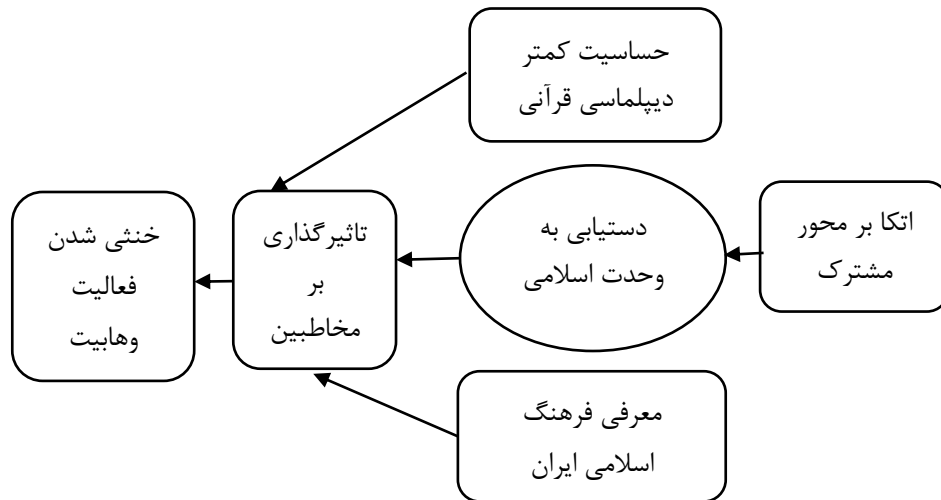 حساسیت کمتر
دیپلماسی قرآنی
اتکا بر محور
مشترک
دستیابی به
وحدت اسلامی
تاثیرگذاری
بر
مخاطبین
خنثی شدن
فعالیت
وهابیت
معرفی فرهنگ
اسلامی ایران